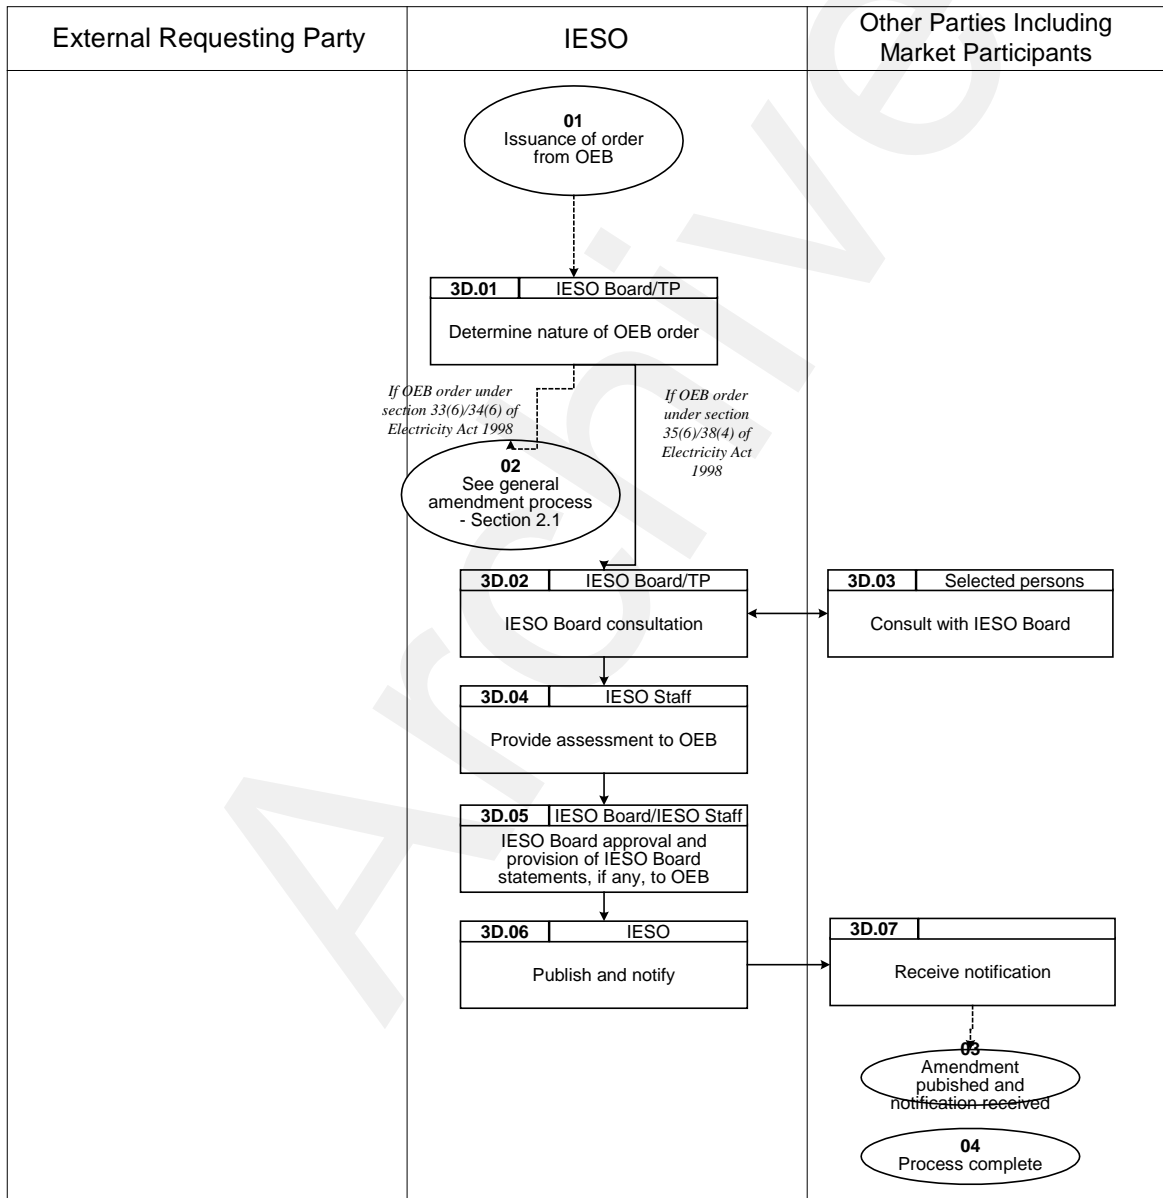 External Requesting Party
IESO
Other Parties Including
Market Participants
01
Issuance of order
from OEB
3D.01
IESO Board/TP
Determine nature of OEB order
If OEB order under
section 33(6)/34(6) of
Electricity Act 1998
If OEB order
under section
35(6)/38(4) of
Electricity Act
1998
02
See general
amendment process
- Section 2.1
3D.02
IESO Board/TP
IESO Board consultation
3D.03
Selected persons
Consult with IESO Board
3D.04
IESO Staff
Provide assessment to OEB
3D.05
IESO Board/IESO Staff
IESO Board approval and
provision of IESO Board
statements, if any, to OEB
3D.06
IESO
Publish and notify
3D.07
Receive notification
03
Amendment
pubished and
notification received
04
Process complete
Archive